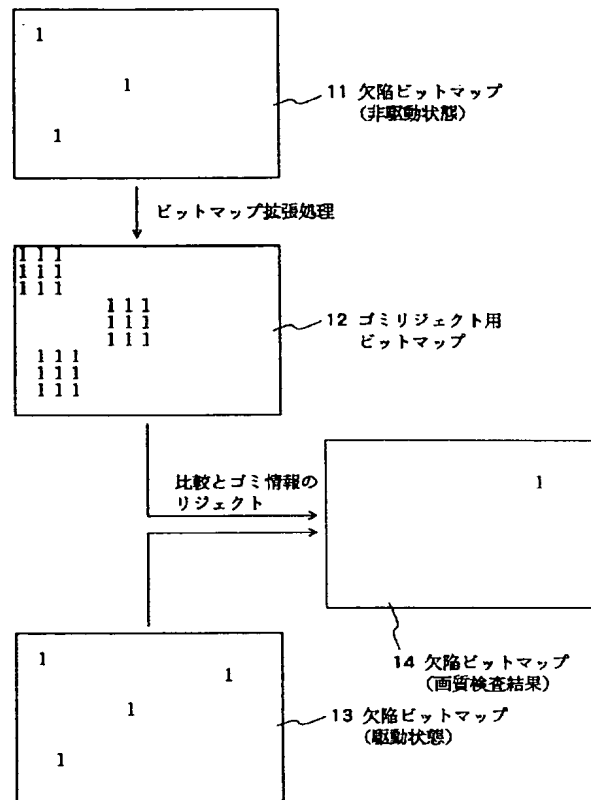 1
1
1
11 欠陥ビットマップ
(非駆動状態)
ビットマップ拡張処理
1 1 1
1 1 1
1 1 1
1 1 1
1 1 1
1 1 1
1 1 1
1 1 1
1 1 1
12 ゴミリジェクト用
ビットマップ
比較とゴミ情報の
リジェクト
1
14 欠陥ビットマップ
(画質検査結果)
1
1
1
1
13 欠陥ビットマップ
(駆動状態)